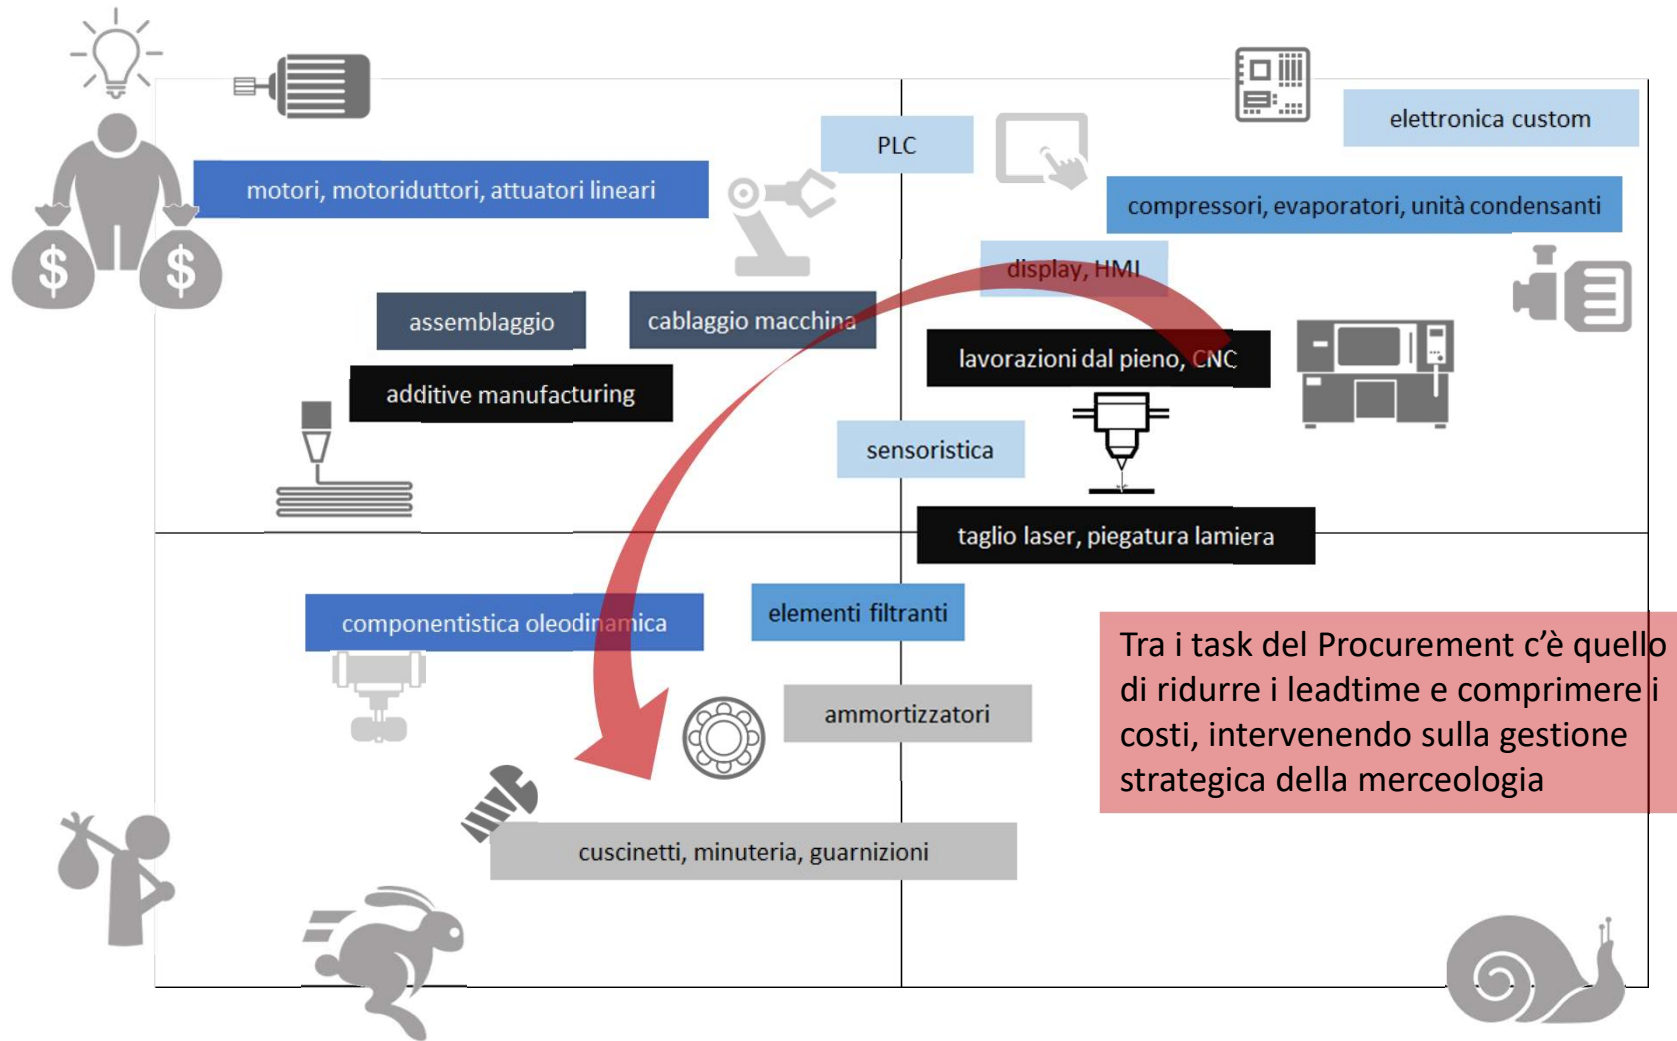 elettronica custom
PLC
motori, motoriduttori, attuatori lineari
compressori, evaporatori, unità condensanti
$ $
display, HMI
assemblaggio
cablaggio macchina
lavorazioni dal pieno, CNC
additive manufacturing
sensoristica
taglio laser, piegatura lamiera
componentistica oleodinamica
elementi filtranti
Tra i task del Procurement c’è quello
di ridurre i leadtime e comprimere i
costi, intervenendo sulla gestione
strategica della merceologia
ammortizzatori
cuscinetti, minuteria, guarnizioni